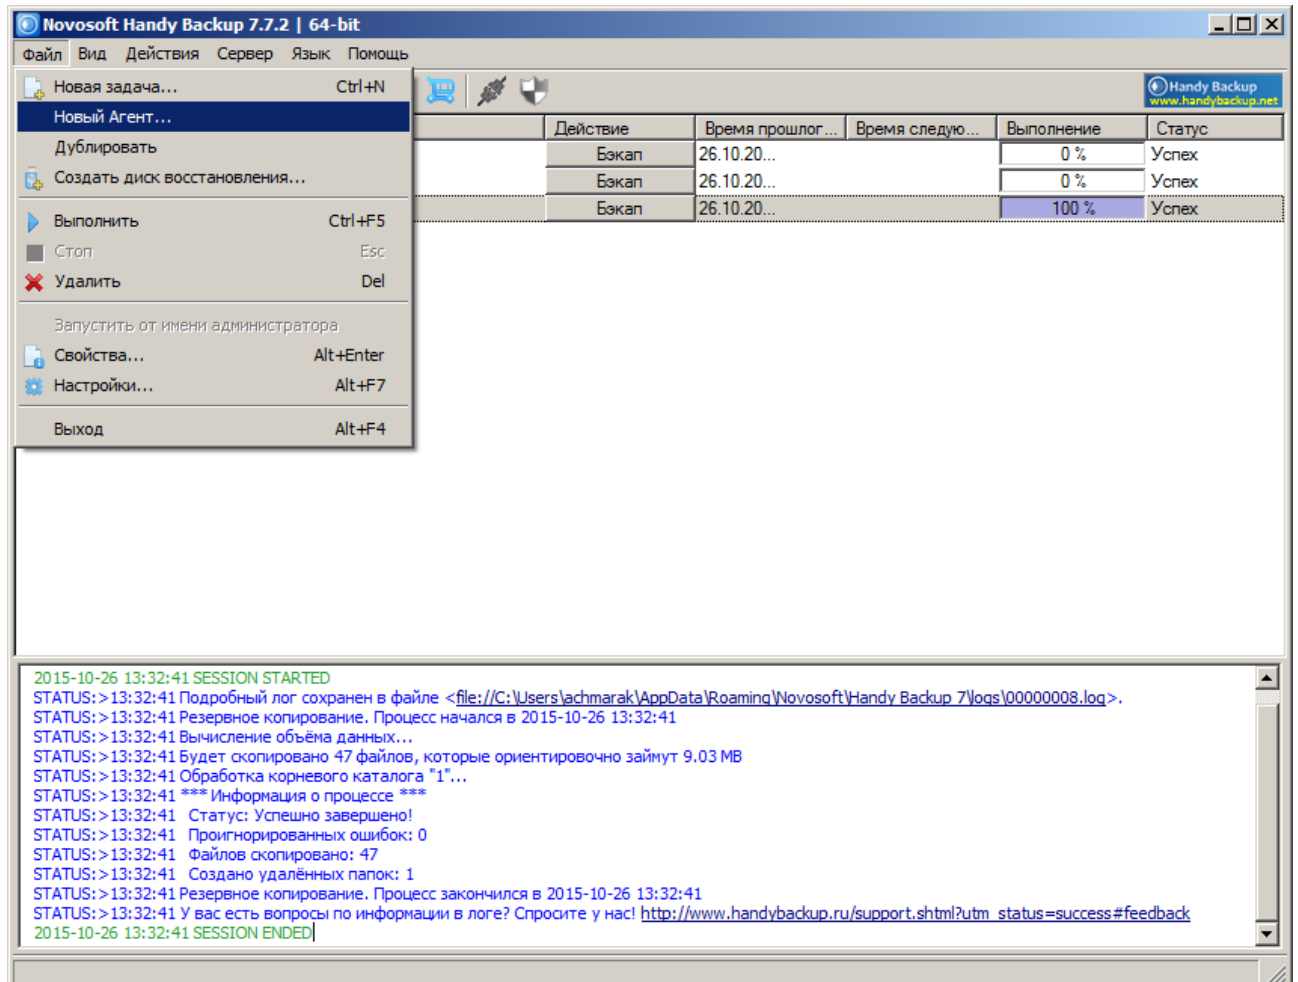 Novosoft Handy Backup 7.7.2 | 64-bit
Файл Вид Действия Сервер Язык Помощь
Новая задача... Ctrl+N
Handy Backup
www.handybackup.net
Новый Агент...
Действие Время прошлог... Время следую... Выполнение Статус
Дублировать
Бэкап 26.10.20... 0 % Успех
Создать диск восстановления...
Бэкап 26.10.20... 0 % Успех
Бэкап 26.10.20... 100 % Успех
Выполнить Ctrl+F5
Стоп Esc
Удалить Del
Запустить от имени администратора
Свойства... Alt+Enter
Настройки... Alt+F7
Выход Alt+F4
2015-10-26 13:32:41 SESSION STARTED
STATUS:>13:32:41 Подробный лог сохранен в файле <file://C:\Users\achmarak\AppData\Roaming\Novosoft\Handy Backup 7\logs\00000008.log>.
STATUS:>13:32:41 Резервное копирование. Процесс начался в 2015-10-26 13:32:41
STATUS:>13:32:41 Вычисление объёма данных...
STATUS:>13:32:41 Будет скопировано 47 файлов, которые ориентировочно займут 9.03 MB
STATUS:>13:32:41 Обработка корневого каталога "1"...
STATUS:>13:32:41 *** Информация о процессе ***
STATUS:>13:32:41 Статус: Успешно завершено!
STATUS:>13:32:41 Проигнорированных ошибок: 0
STATUS:>13:32:41 Файлов скопировано: 47
STATUS:>13:32:41 Создано удалённых папок: 1
STATUS:>13:32:41 Резервное копирование. Процесс закончился в 2015-10-26 13:32:41
STATUS:>13:32:41 У вас есть вопросы по информации в логе? Спросите у нас! http://www.handybackup.ru/support.shtml?utm_status=success#feedback
2015-10-26 13:32:41 SESSION ENDED